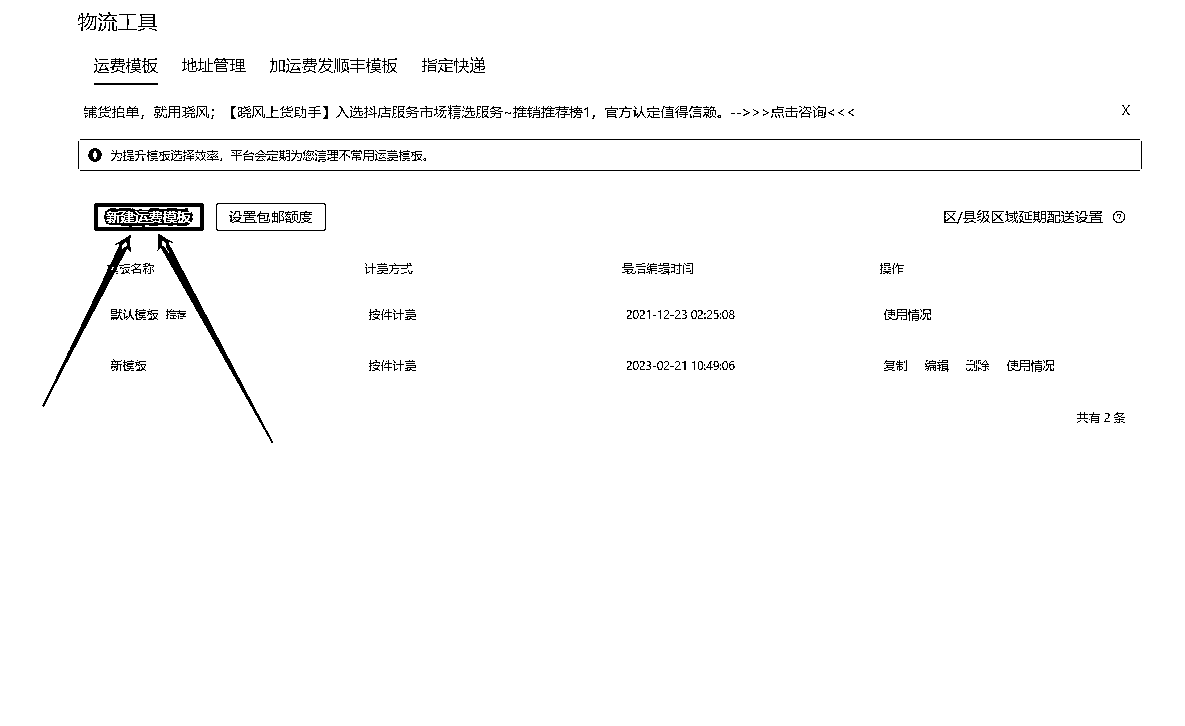 物流工具
运费模板 地址管理 加运费发顺丰模板 指定快递
铺货拍单，就用晓风；【晓风上货助手】入选抖店服务市场精选服务~推销推荐榜1，官方认定值得信赖。-->>>点击咨询<<< X
为提升模板选择效率，平台会定期为您清理不常用运费模板。
新建运费模板 设置包邮额度 区/县级区域延期配送设置
模板名称 计费方式 最后编辑时间 操作
默认模板 推荐 按件计费 2021-12-23 02:25:08 使用情况
新模板 按件计费 2023-02-21 10:49:06 复制 编辑 删除 使用情况
共有 2 条